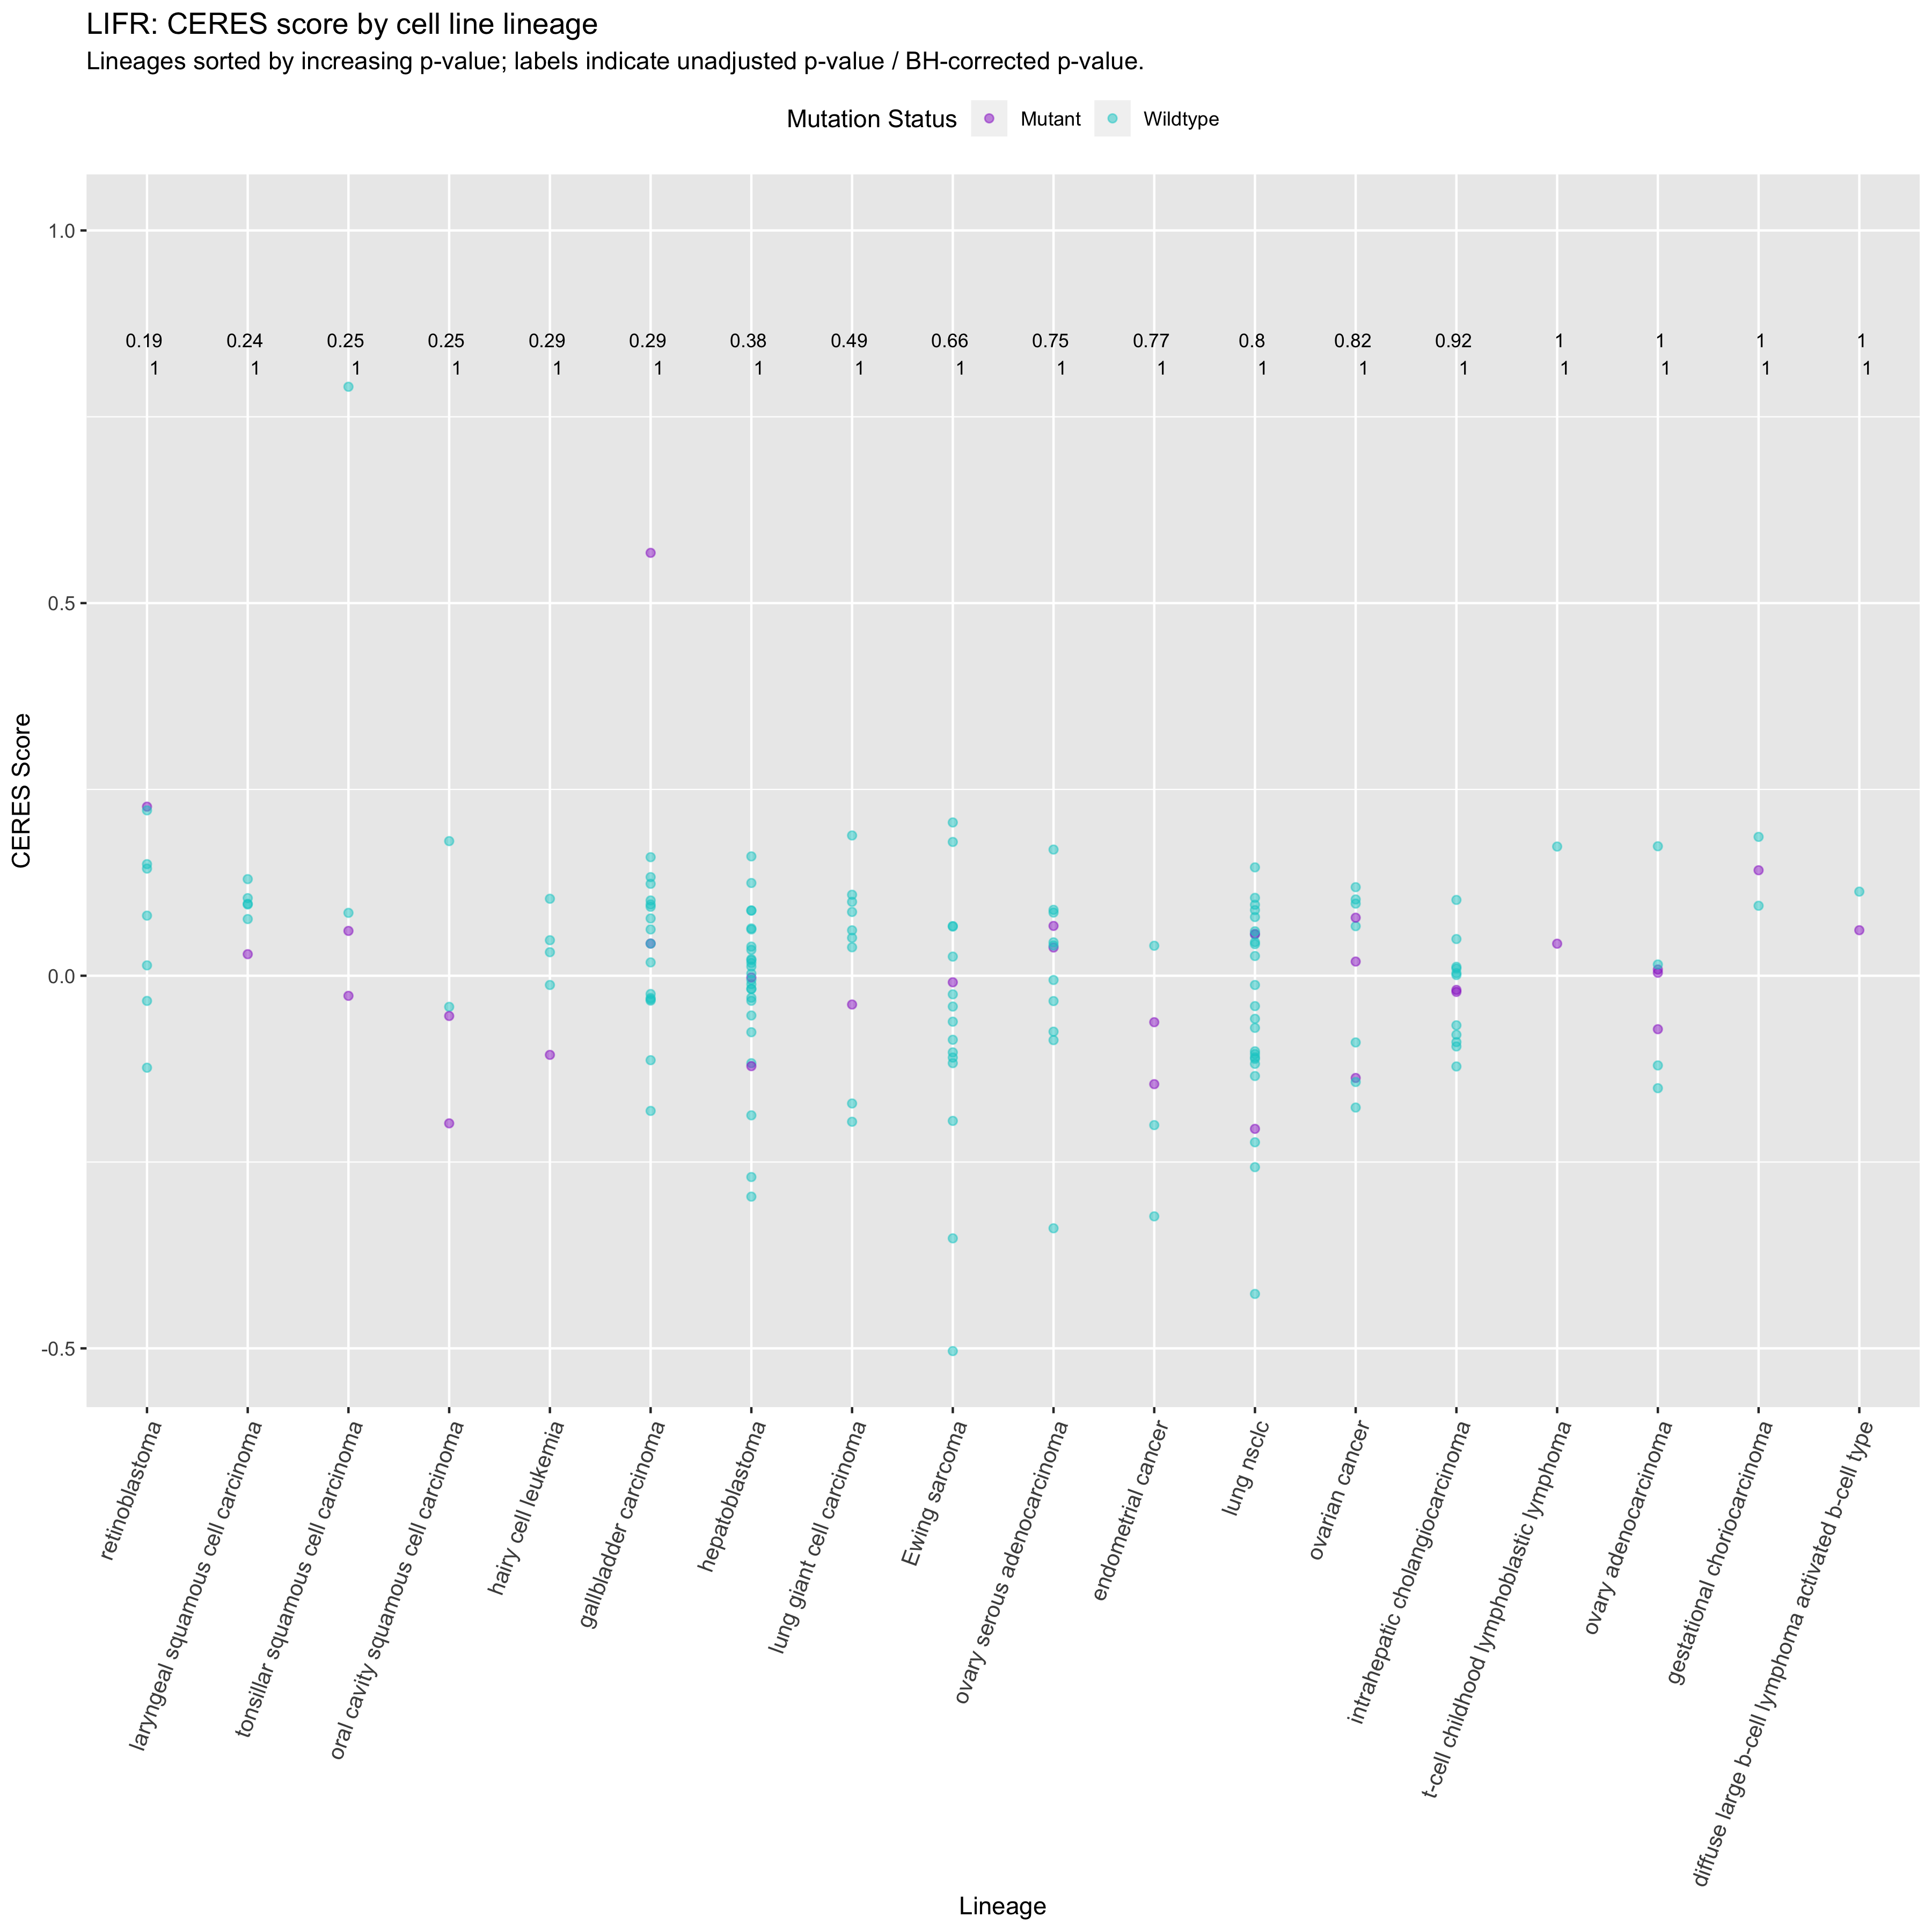 LIFR: CERES score by cell line lineage
Lineages sorted by increasing p-value; labels indicate unadjusted p-value / BH-corrected p-value.
Mutation Status Mutant Wildtype
1.0
0.19 0.24 0.25 0.25 0.29 0.29 0.38 0.49 0.66 0.75 0.77 0.8 0.82 0.92 1 1 1 1
1 1 1 1 1 1 1 1 1 1 1 1 1 1 1 1 1 1
0.5
CERES Score
0.0
-0.5
retinoblastoma
laryngeal squamous cell carcinoma
tonsillar squamous cell carcinoma
oral cavity squamous cell carcinoma
hairy cell leukemia
gallbladder carcinoma
hepatoblastoma
lung giant cell carcinoma
Ewing sarcoma
ovary serous adenocarcinoma
endometrial cancer
lung nsclc
ovarian cancer
intrahepatic cholangiocarcinoma
t-cell childhood lymphoblastic lymphoma
ovary adenocarcinoma
gestational choriocarcinoma
diffuse large b-cell lymphoma activated b-cell type
Lineage